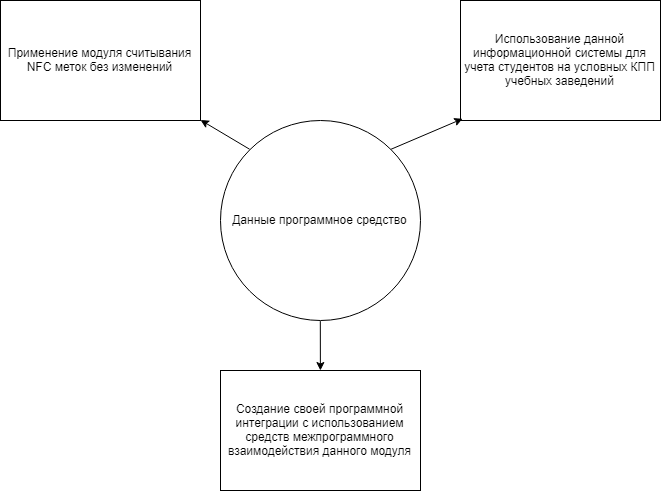 Применение модуля считывания
NFC меток без изменений
Использование данной
информационной системы для
учета студентов на условных КПП
учебных заведений
Данные программное средство
Создание своей программной
интеграции с использованием
средств межпрограммного
взаимодействия данного модуля